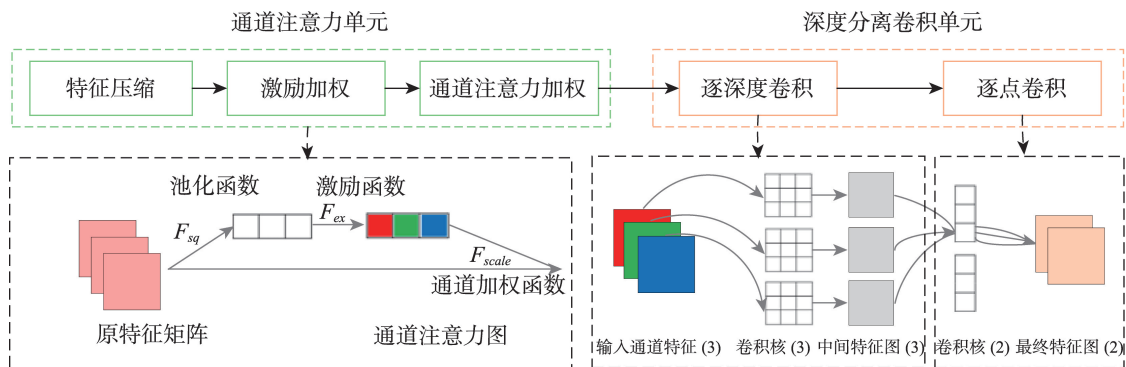 通道注意力单元
深度分离卷积单元
特征压缩
激励加权
通道注意力加权
逐深度卷积
逐点卷积
池化函数
激励函数
Fsq
Fex
Fscale
通道加权函数
原特征矩阵
通道注意力图
输入通道特征 (3)
卷积核 (3)
中间特征图 (3)
卷积核 (2)
最终特征图 (2)